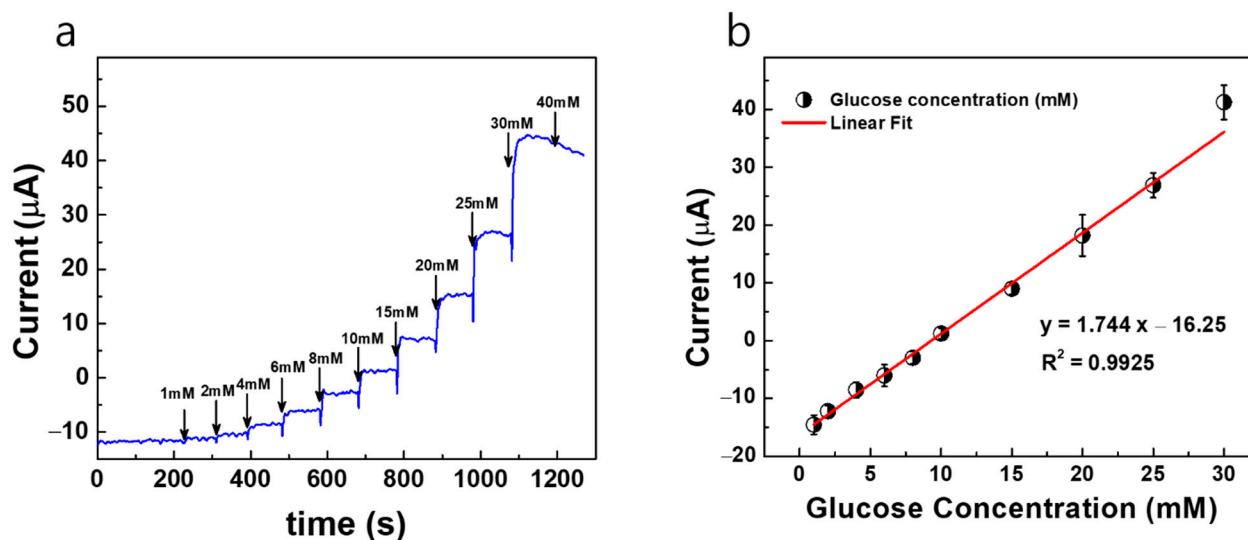 a
50
40
30
20
10
0
−10
Current (μA)
1mM
2mM
4mM
6mM
8mM
10mM
15mM
20mM
25mM
30mM
40mM
0 200 400 600 800 1000 1200
time (s)
b
40
30
20
10
0
−10
−20
Current (μA)
Glucose concentration (mM)
Linear Fit
y = 1.744 x – 16.25
R² = 0.9925
0 5 10 15 20 25 30
Glucose Concentration (mM)